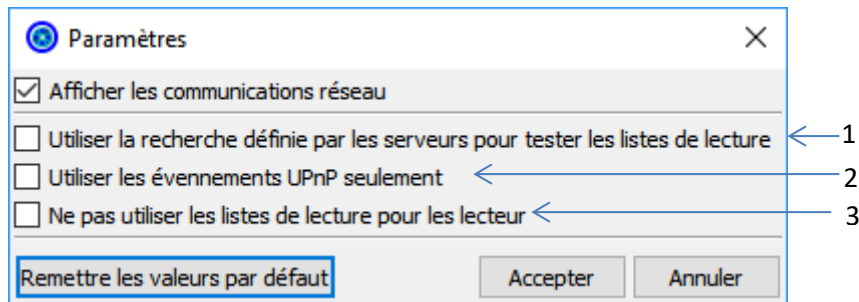 Paramètres
Afficher les communications réseau
Utiliser la recherche définie par les serveurs pour tester les listes de lecture 1
Utiliser les évennements UPnP seulement 2
Ne pas utiliser les listes de lecture pour les lecteur 3
Remettre les valeurs par défaut Accepter Annuler